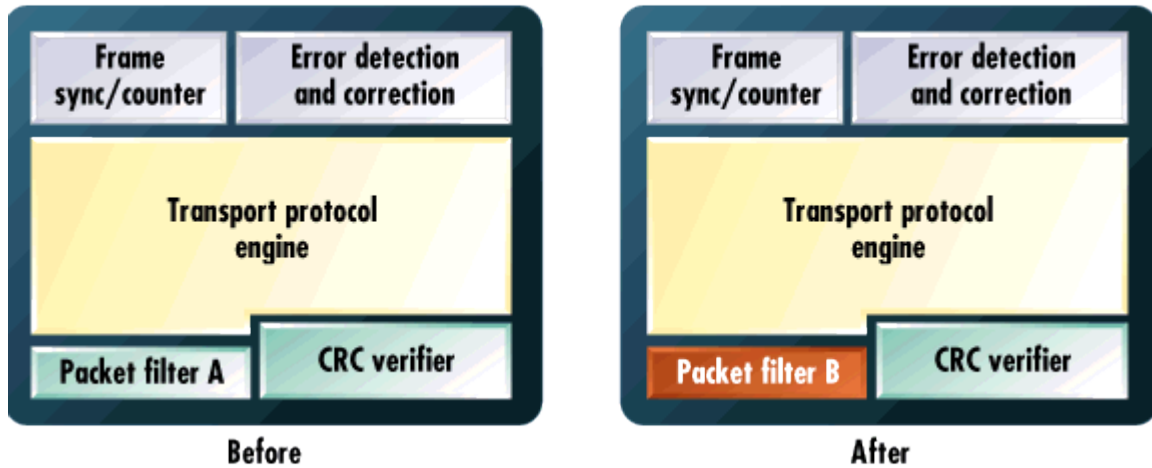 Frame
sync/counter
Error detection
and correction
Transport protocol
engine
Packet filter A
CRC verifier
Before
Frame
sync/counter
Error detection
and correction
Transport protocol
engine
Packet filter B
CRC verifier
After